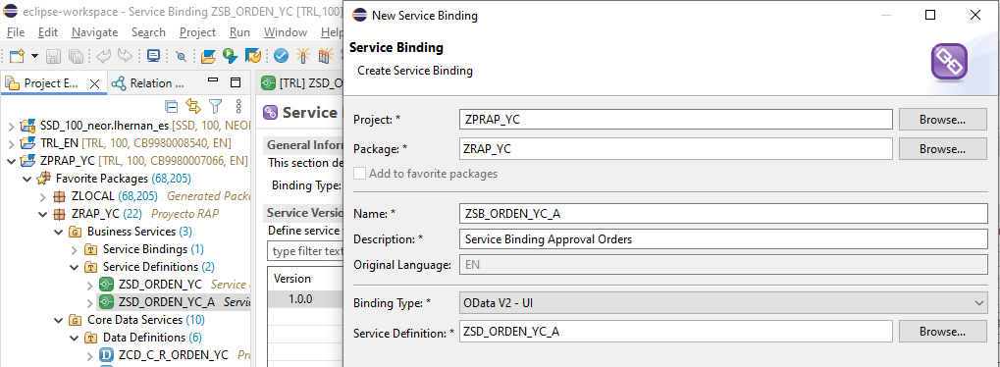 eclipse-workspace - Service Binding ZSB_ORDEN_YC [TRL,100]
File Edit Navigate Search Project Run Window
Project E...
Relation ...
SSD_100_neor.lhernan_es [SSD, 100, NEO
TRL_EN [TRL, 100, CB9980008540, EN]
ZPRAP_YC [TRL, 100, CB9980007066, EN]
Favorite Packages (68,205)
ZLOCAL (68,205) Generated Packa
ZRAP_YC (22) Proyecto RAP
Business Services (3)
Service Bindings (1)
Service Definitions (2)
ZSD_ORDEN_YC Service
ZSD_ORDEN_YC_A Servic
Core Data Services (10)
Data Definitions (6)
ZCD_C_R_ORDEN_YC Pro
[TRL] ZSD_O
Service
General Infor
This section de
Binding Type:
Service Versio
Define service
type filter text
Version
1.0.0
New Service Binding
Service Binding
Create Service Binding
Project: * ZPRAP_YC Browse...
Package: * ZRAP_YC Browse...
Add to favorite packages
Name: * ZSB_ORDEN_YC_A
Description: * Service Binding Approval Orders
Original Language: EN
Binding Type: * OData V2 - UI
Service Definition: * ZSD_ORDEN_YC_A Browse...